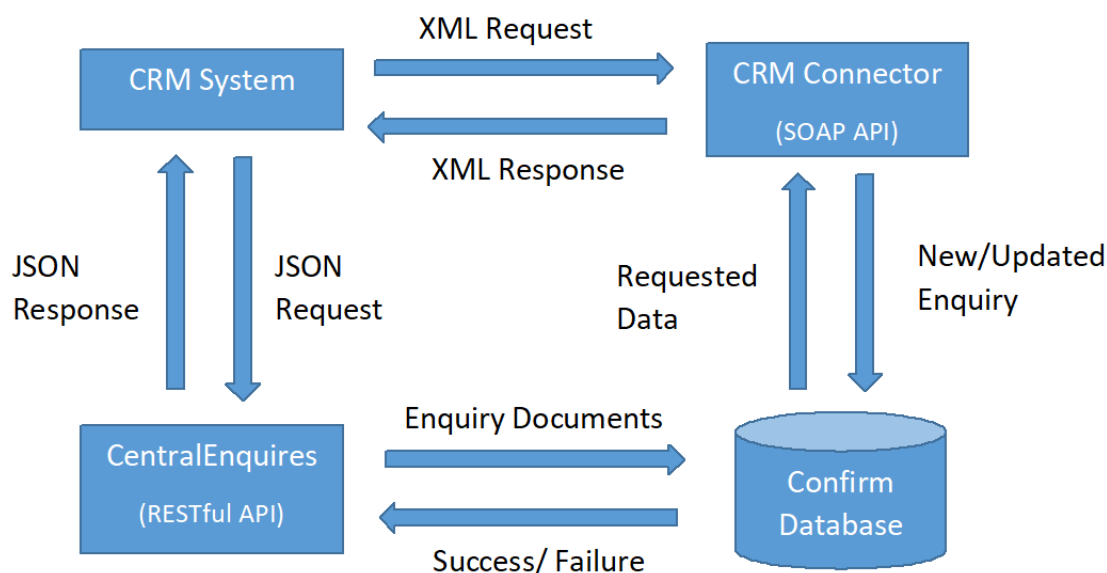 XML Request
CRM System
CRM Connector
(SOAP API)
XML Response
JSON
Response
JSON
Request
Requested
Data
New/Updated
Enquiry
Enquiry Documents
CentralEnquires
(RESTful API)
Confirm
Database
Success/ Failure